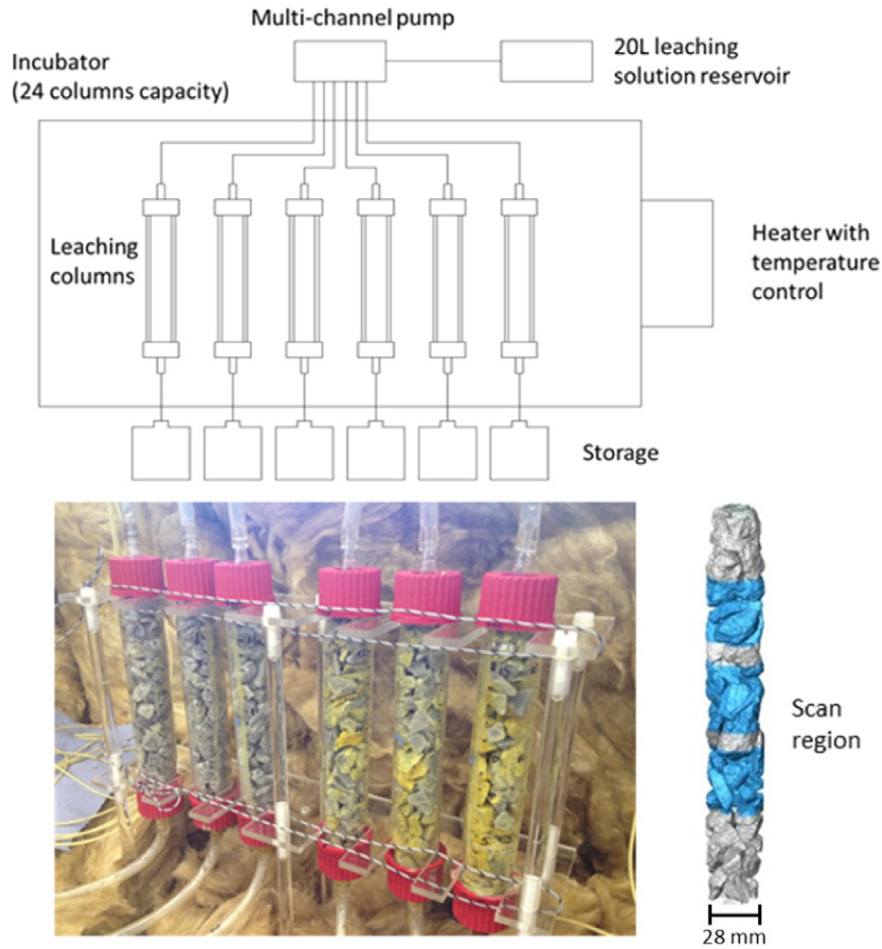 Multi-channel pump
20L leaching
solution reservoir
Incubator
(24 columns capacity)
Leaching
columns
Heater with
temperature
control
Storage
Scan
region
28 mm